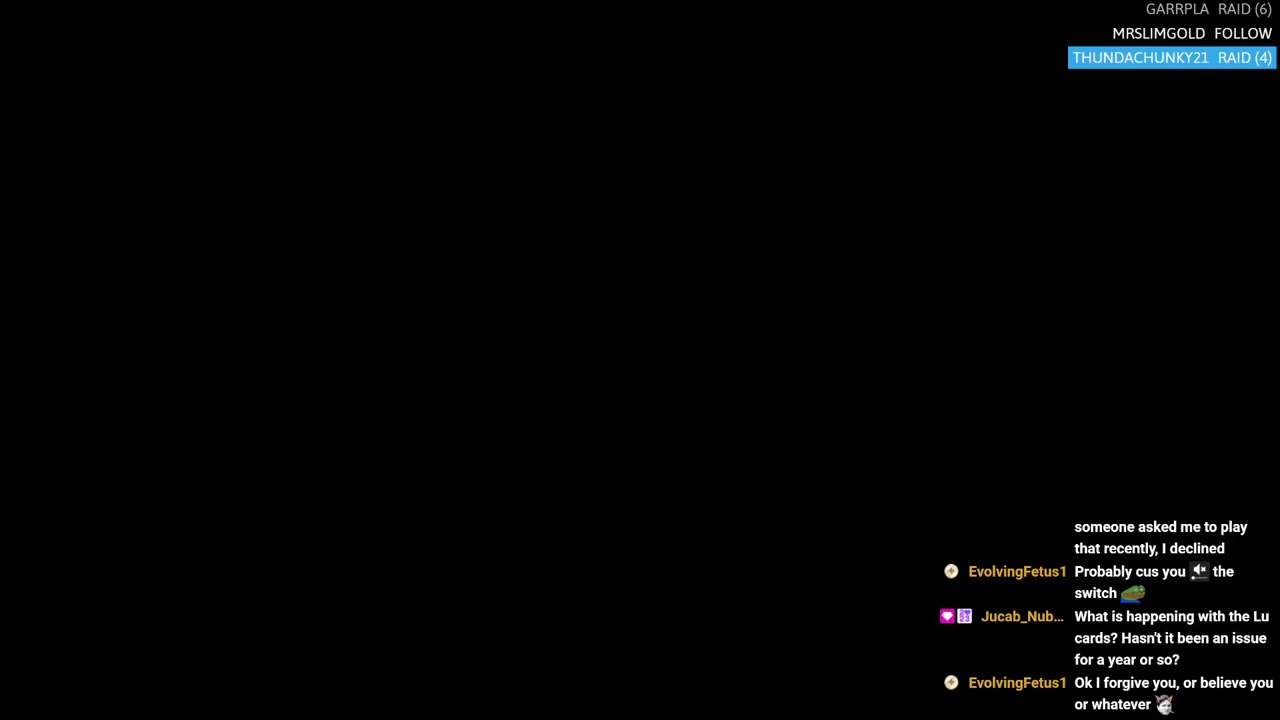 GARRPLA RAID (6)
MRSLIMGOLD FOLLOW
THUNDACHUNKY21 RAID (4)
someone asked me to play
that recently, I declined
EvolvingFetus1 Probably cus you the
switch
Jucab_Nub… What is happening with the Lu
cards? Hasn't it been an issue
for a year or so?
EvolvingFetus1 Ok I forgive you, or believe you
or whatever